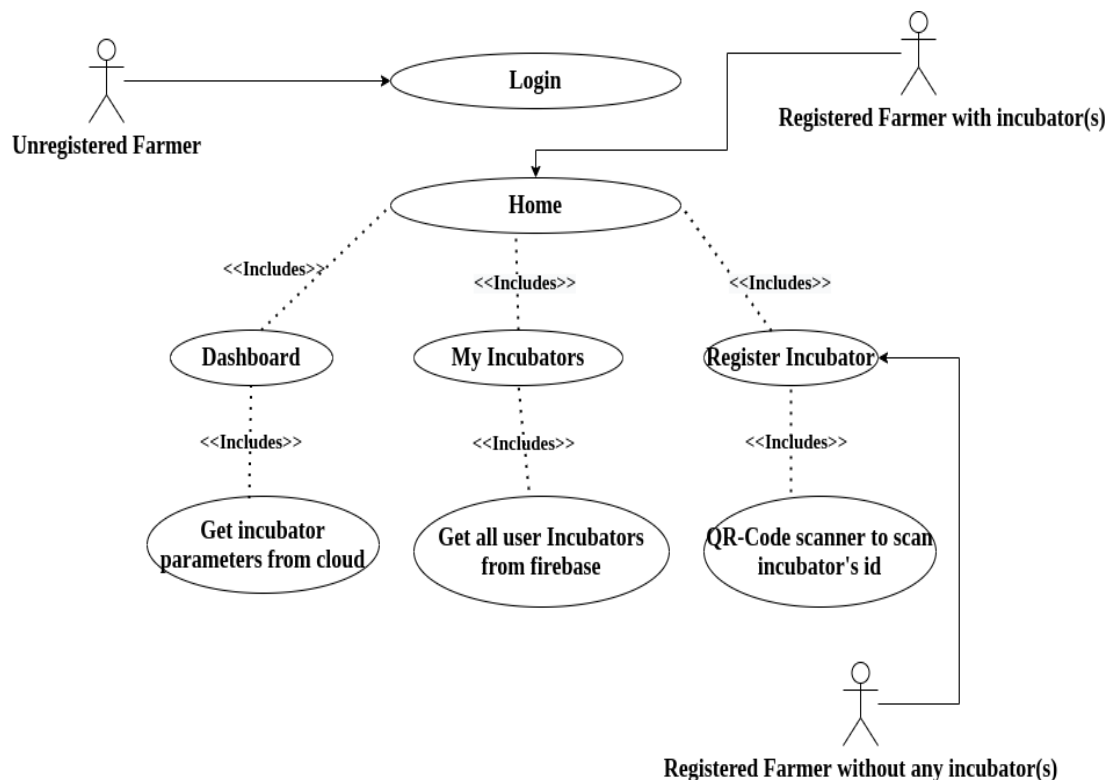 Login
Unregistered Farmer
Registered Farmer with incubator(s)
Home
<<Includes>>
<<Includes>>
<<Includes>>
Dashboard
My Incubators
Register Incubator
<<Includes>>
<<Includes>>
<<Includes>>
Get incubator
parameters from cloud
Get all user Incubators
from firebase
QR-Code scanner to scan
incubator's id
Registered Farmer without any incubator(s)